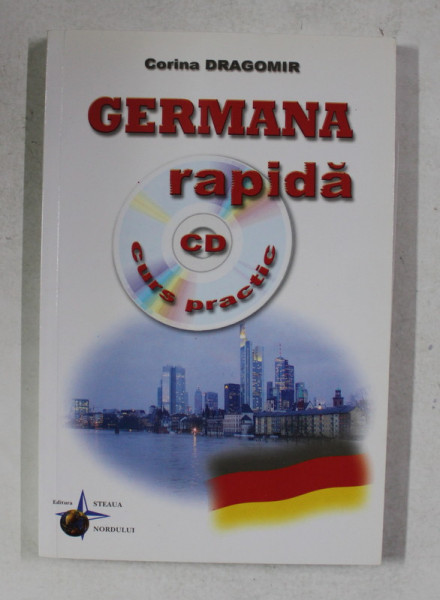 Corina DRAGOMIR
GERMANA
rapidă
CD
curs practic
Editura
STEAUA
NORDULUI